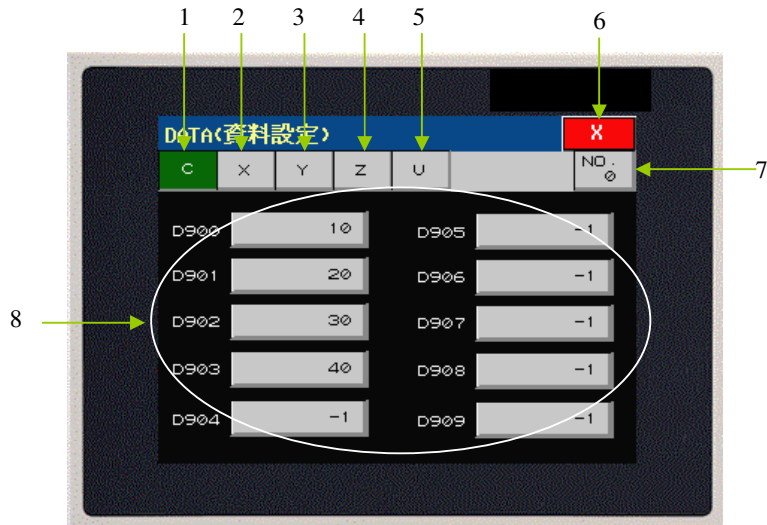 1 2 3 4 5 6
DATA(資料設定) X
C X Y Z U NO. 0
7
D900 10 D905 -1
D901 20 D906 -1
8
D902 30 D907 -1
D903 40 D908 -1
D904 -1 D909 -1